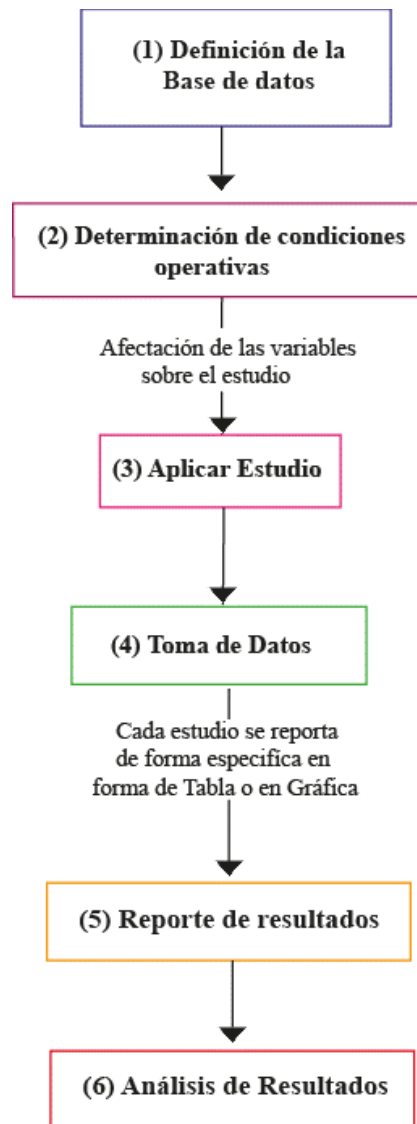 (1) Definición de la
Base de datos
(2) Determinación de condiciones
operativas
Afectación de las variables
sobre el estudio
(3) Aplicar Estudio
(4) Toma de Datos
Cada estudio se reporta
de forma especifíca en
forma de Tabla o en Gráfica
(5) Reporte de resultados
(6) Análisis de Resultados